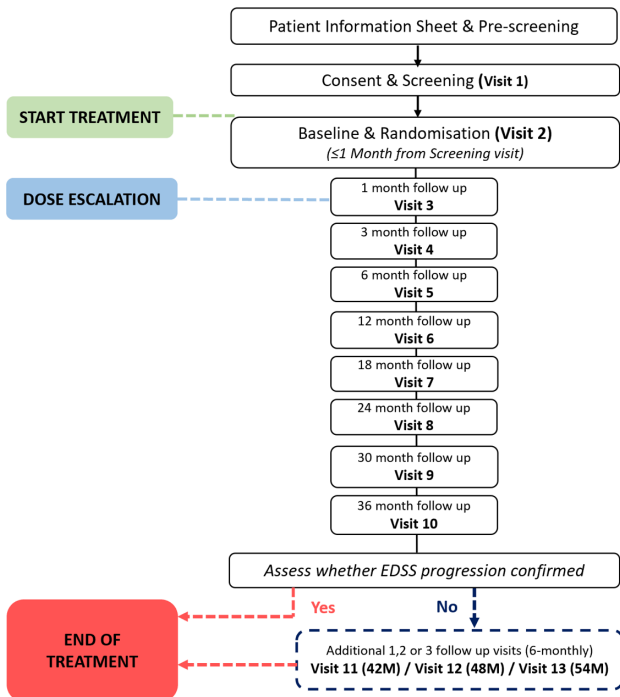 Patient Information Sheet & Pre-screening
Consent & Screening (Visit 1)
START TREATMENT
Baseline & Randomisation (Visit 2)
(≤1 Month from Screening visit)
DOSE ESCALATION
1 month follow up
Visit 3
3 month follow up
Visit 4
6 month follow up
Visit 5
12 month follow up
Visit 6
18 month follow up
Visit 7
24 month follow up
Visit 8
30 month follow up
Visit 9
36 month follow up
Visit 10
Assess whether EDSS progression confirmed
Yes
No
END OF
TREATMENT
Additional 1,2 or 3 follow up visits (6-monthly)
Visit 11 (42M) / Visit 12 (48M) / Visit 13 (54M)